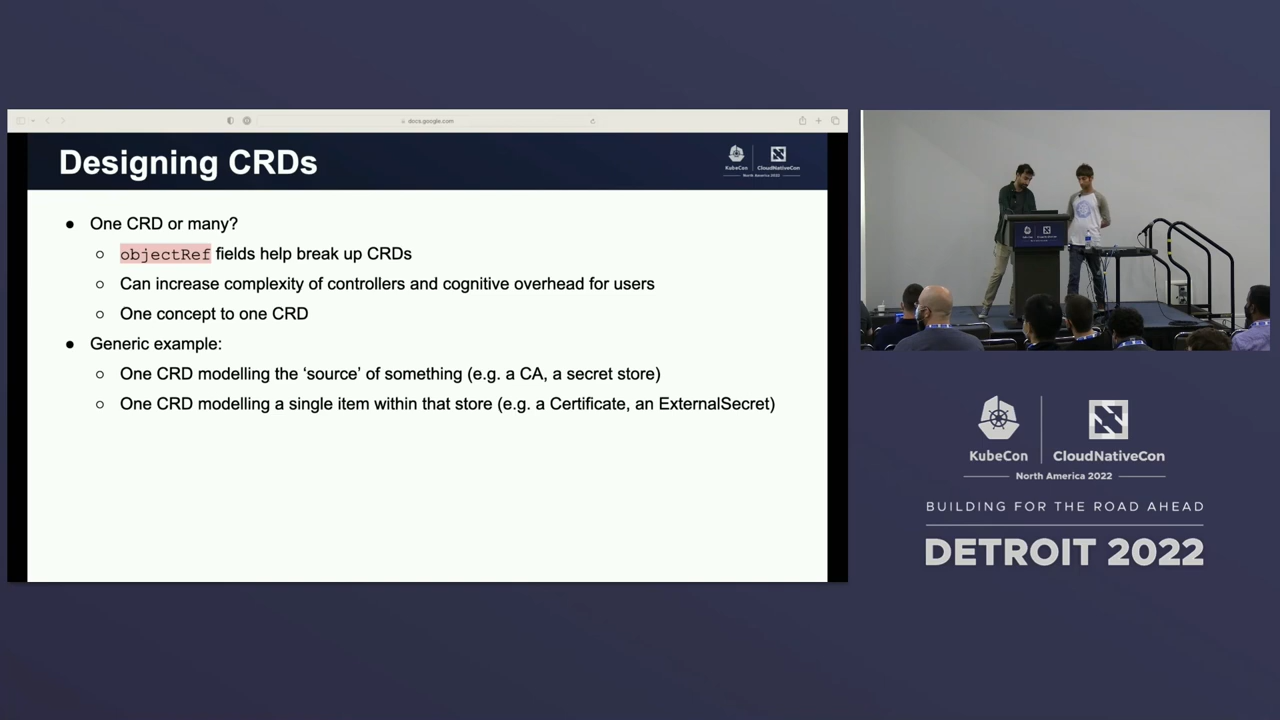 docs.google.com
Designing CRDs
KubeCon
CloudNativeCon
North America 2022
● One CRD or many?
○ objectRef fields help break up CRDs
○ Can increase complexity of controllers and cognitive overhead for users
○ One concept to one CRD
● Generic example:
○ One CRD modelling the ‘source’ of something (e.g. a CA, a secret store)
○ One CRD modelling a single item within that store (e.g. a Certificate, an ExternalSecret)
KubeCon
CloudNativeCon
North America 2022
BUILDING FOR THE ROAD AHEAD
DETROIT 2022